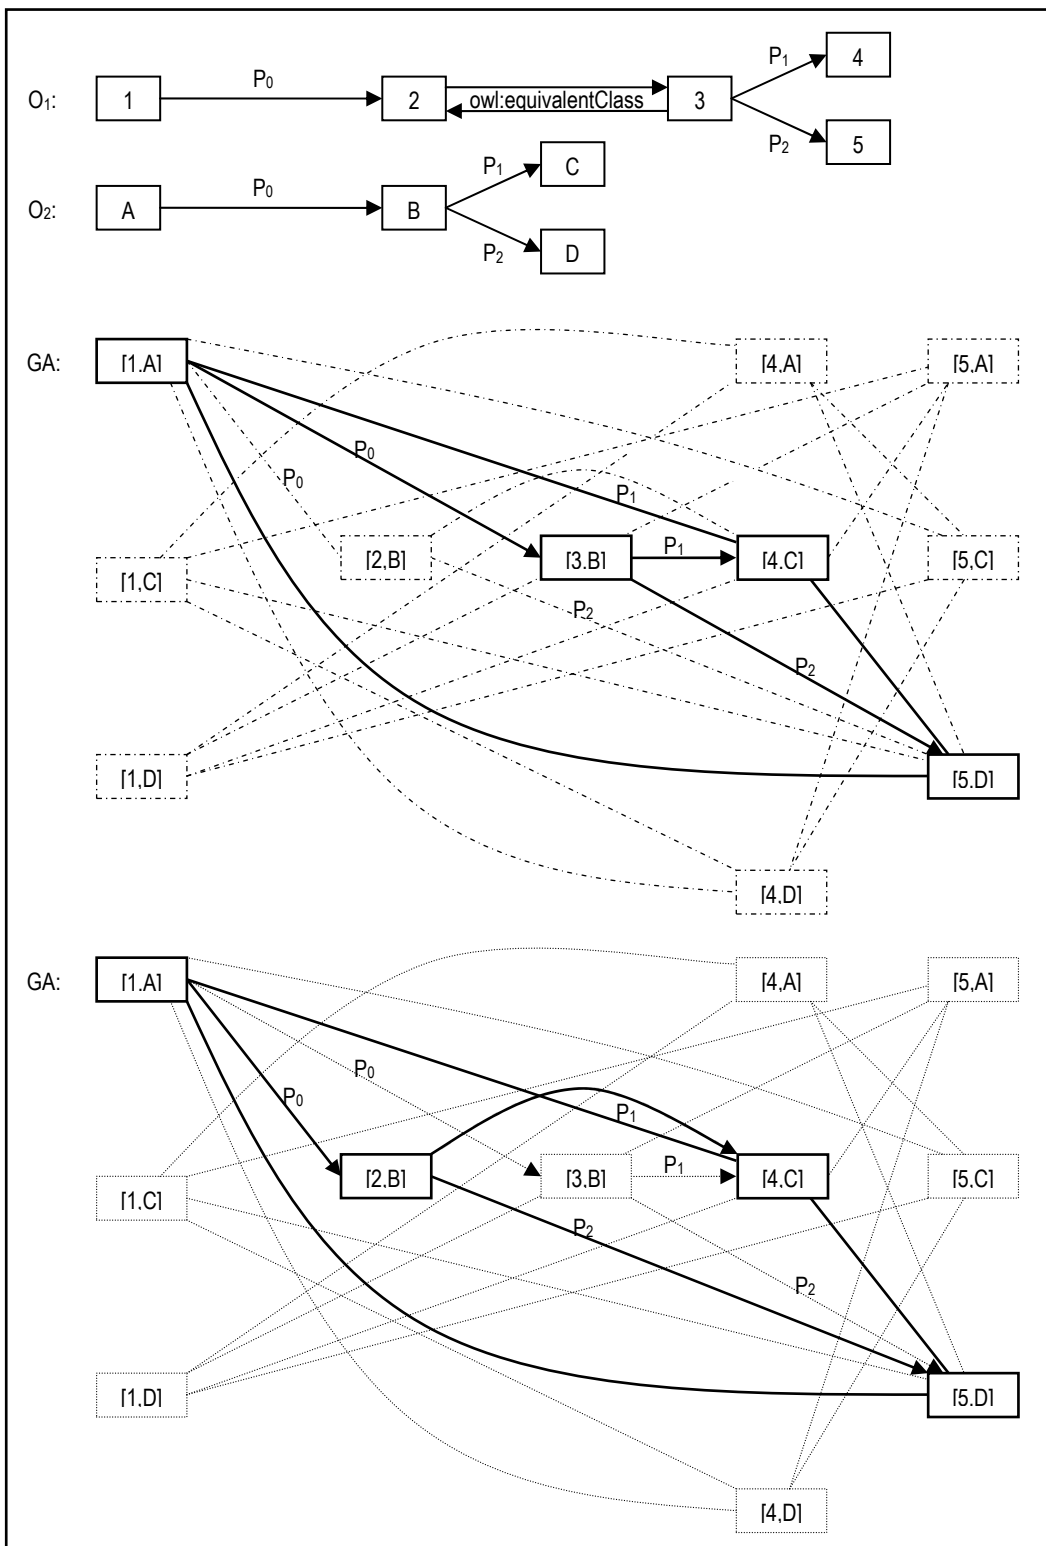 4
P1
P0
O1: 1 2 owl:equivalentClass 3
P2 5
P1 C
P0
O2: A B
P2 D
GA: [1,A] [4,A] [5,A]
P0
P0
P1
[1,C] [2,B] [3,B] P1 [4,C] [5,C]
P2
P2
[1,D] [5,D]
[4,D]
GA: [1,A] [4,A] [5,A]
P0
P0
P1
[1,C] [2,B] [3,B] P1 [4,C] [5,C]
P2
P2
[1,D] [5,D]
[4,D]